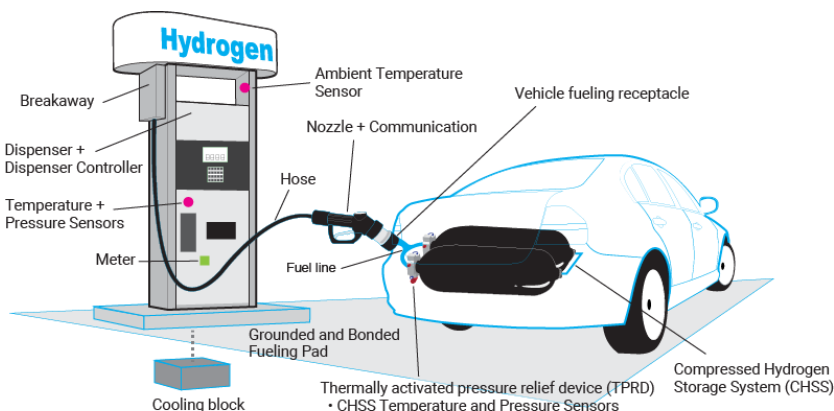 Hydrogen
Ambient Temperature
Sensor
Breakaway
Vehicle fueling receptacle
Nozzle + Communication
Dispenser +
Dispenser Controller
Hose
Temperature +
Pressure Sensors
Meter
Fuel line
Grounded and Bonded
Fueling Pad
Compressed Hydrogen
Storage System (CHSS)
Thermally activated pressure relief device (TPRD)
• CHSS Temperature and Pressure Sensors
Cooling block